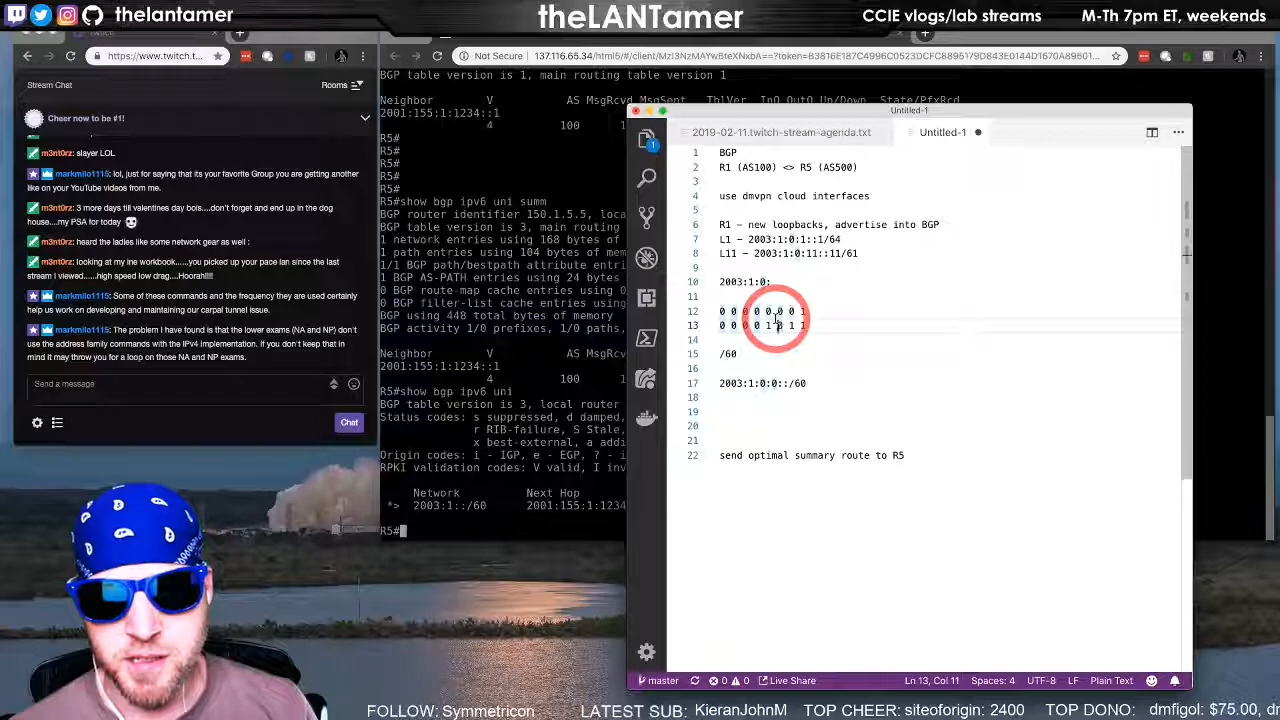 theLANTamer
theLANTamer
CCIE vlogs/lab streams
M-Th 7pm ET, weekends
https://www.twitch.t...
Not Secure
137.116.65.34/html5/#/client/
Stream Chat
Rooms
Cheer now to be #1!
m3nt0rz: slayer LOL
markmilo1115: lol, just for saying that is your favorite Group you are getting another
like on your YouTube videos from me.
m3nt0rz: 3 more days till valentines day bois....don't forget and end up in the dog
house....my PSA for today
m3nt0rz: heard the ladies like some network gear as well :
m3nt0rz: looking at my ine workbook......you picked up your pace ian since the last
stream I viewed......high speed low drag....Hoorah!!!!
markmilo1115: Some of these commands and the frequency they are used certainly
help us work on developing and maintaining our carpal tunnel issue.
markmilo1115: The problem I have found is that the lower exams (NA and NP) don't
use the address family commands with the IPv4 implementation. If you don't keep that in
mind it may throw you for a loop on those NA and NP exams.
Send a message
Chat
BGP table version is 1, main routing table version 1
Neighbor V AS MsgRcvd MsgSent TblVer InQ OutQ Up/Down State/PfxRcd
2001:155:1:1234::1
4 100
R5#
R5#
R5#
R5#
R5#show bgp ipv6 uni summ
BGP router identifier 150.1.5.5, loca
BGP table version is 3, main routing
1 network entries using 168 bytes of
1 path entries using 104 bytes of mem
1/1 BGP path/bestpath attribute entri
1 BGP AS-PATH entries using 24 bytes
0 BGP route-map cache entries using
0 BGP filter-list cache entries using
BGP using 448 total bytes of memory
BGP activity 1/0 prefixes, 1/0 paths,
Neighbor V
2001:155:1:1234::1
4 100
R5#show bgp ipv6 uni
BGP table version is 3, local router
Status codes: s suppressed, d damped,
r RIB-failure, S Stale,
x best-external, a addi
Origin codes: i - IGP, e - EGP, ? - i
RPKI validation codes: V valid, I inv
Network Next Hop
*> 2003:1::/60 2001:155:1:1234
R5#
Untitled-1
2019-02-11.twitch-stream-agenda.txt
Untitled-1
1
1 BGP
2 R1 (AS100) <> R5 (AS500)
3
4 use dmvpn cloud interfaces
5
6 R1 – new loopbacks, advertise into BGP
7 L1 – 2003:1:0:1::1/64
8 L11 – 2003:1:0:11::11/61
9
10 2003:1:0:
11
12 0 0 0 0 0 0 0 1
13 0 0 0 0 1 0 1 1
14
15 /60
16
17 2003:1:0:0::/60
18
19
20
21
22 send optimal summary route to R5
master
0
0
Live Share
Ln 13, Col 11
Spaces: 4
UTF-8
LF
Plain Text
FOLLOW: Symmetricon
LATEST SUB: KieranJohnM
TOP CHEER: siteoforigin: 2400
TOP DONO: dmfigol: $75.00, dm